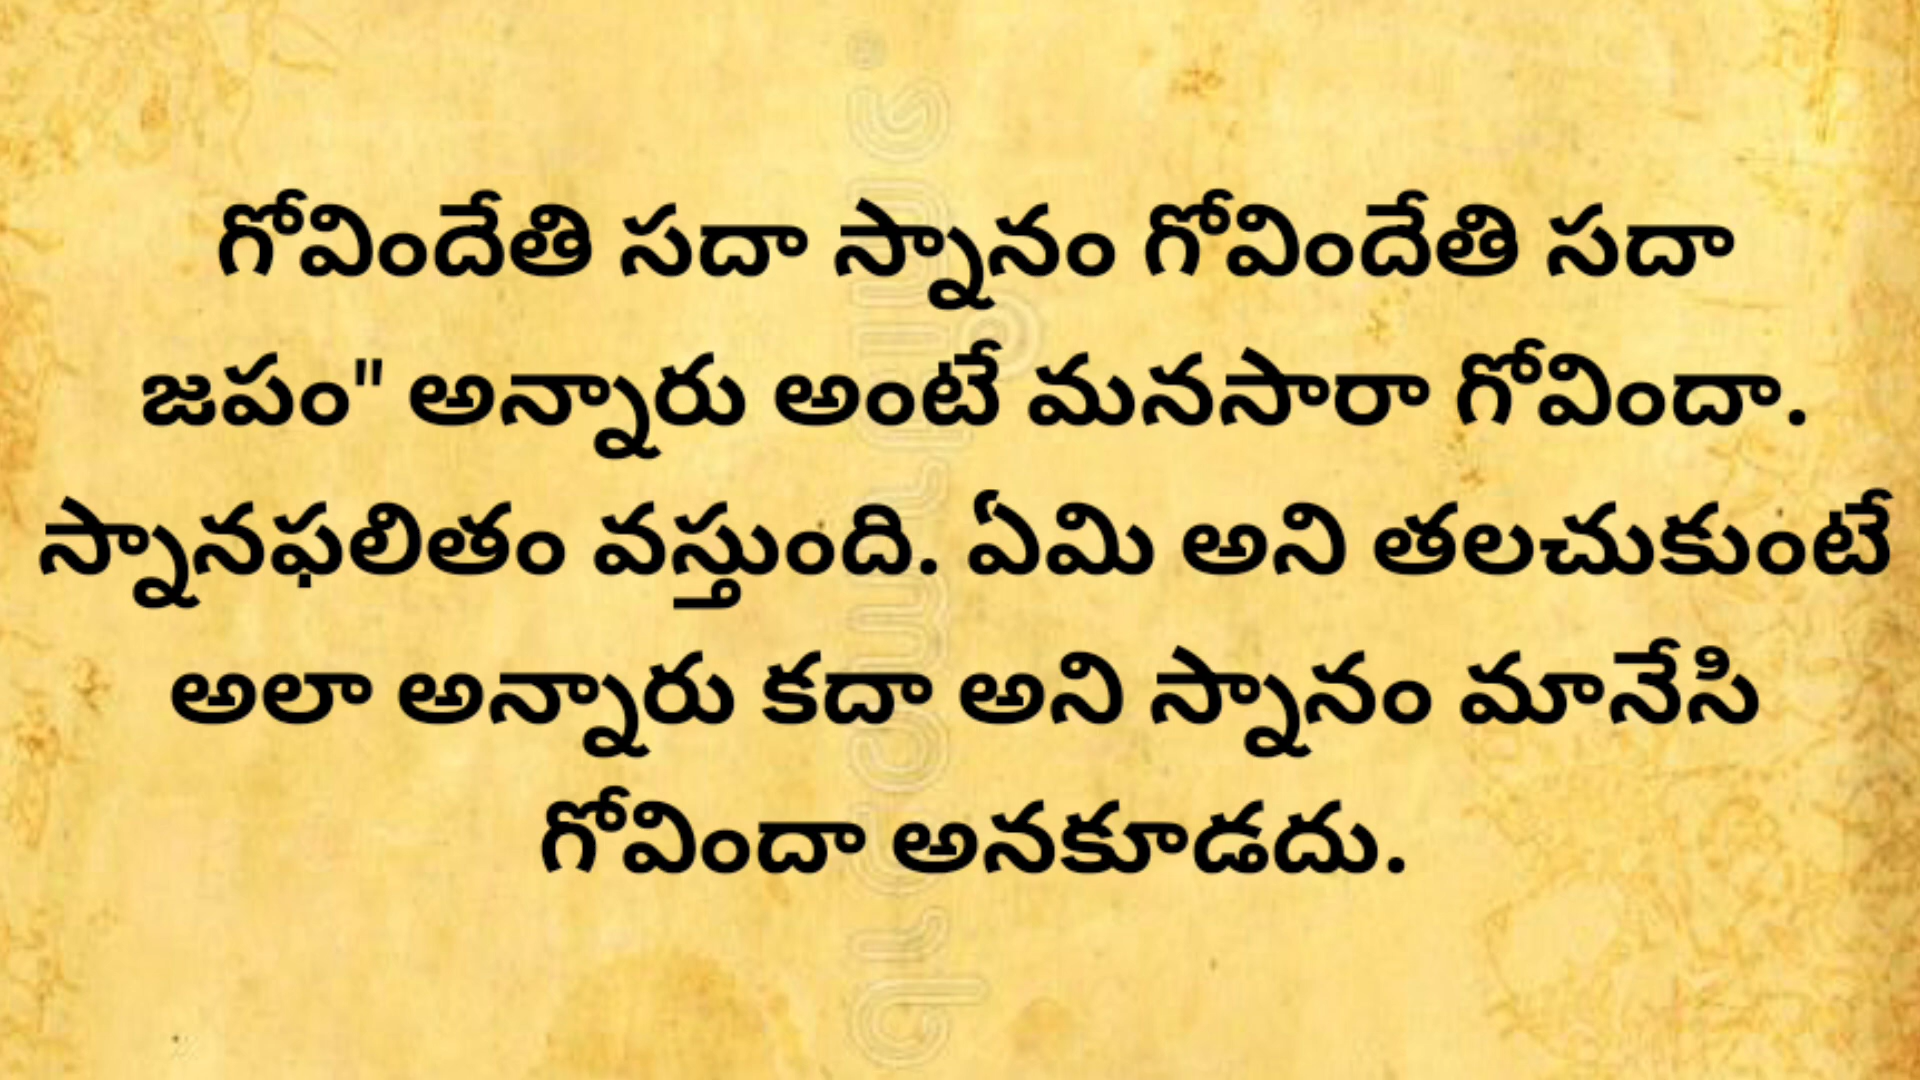 గోవిందేతి సదా స్నానం గోవిందేతి సదా
జపం" అన్నారు అంటే మనసారా గోవిందా.
స్నానఫలితం వస్తుంది. ఏమి అని తలచుకుంటే
అలా అన్నారు కదా అని స్నానం మానేసి
గోవిందా అనకూడదు.